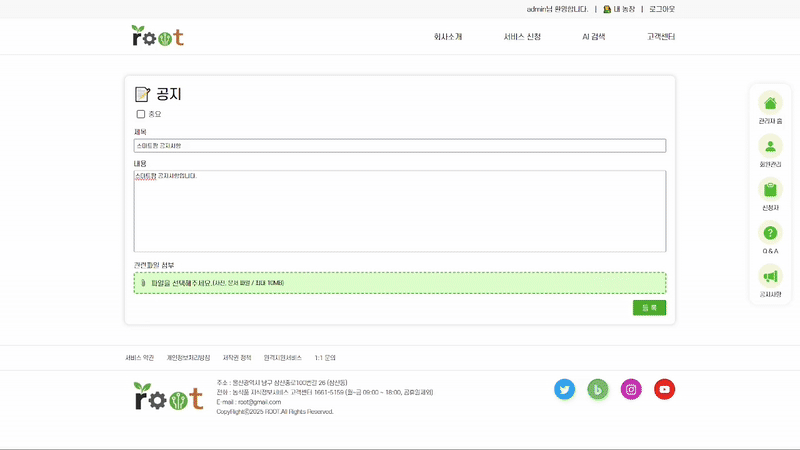 admin님 환영합니다. | 내 농장 | 로그아웃
root
회사소개 서비스 신청 AI 검색 고객센터
공지
중요
제목
스마트팜 공지사항
내용
스마트팜 공지사항입니다.
관련파일 첨부
파일을 선택해주세요.(사진, 문서 파일 / 최대 10MB)
등 록
관리자 홈
회원관리
신청자
Q & A
공지사항
서비스 약관 개인정보처리방침 저작권 정책 원격지원서비스 1:1 문의
root
주소 : 울산광역시 남구 삼산중로100번길 26 (삼산동)
전화 : 농식품 지식정보서비스 고객센터 1661-5159 (월~금 09:00 ~ 18:00, 공휴일제외)
E-mail : root@gmail.com
CopyRightⓒ2025 ROOT.All Rights Reserved.